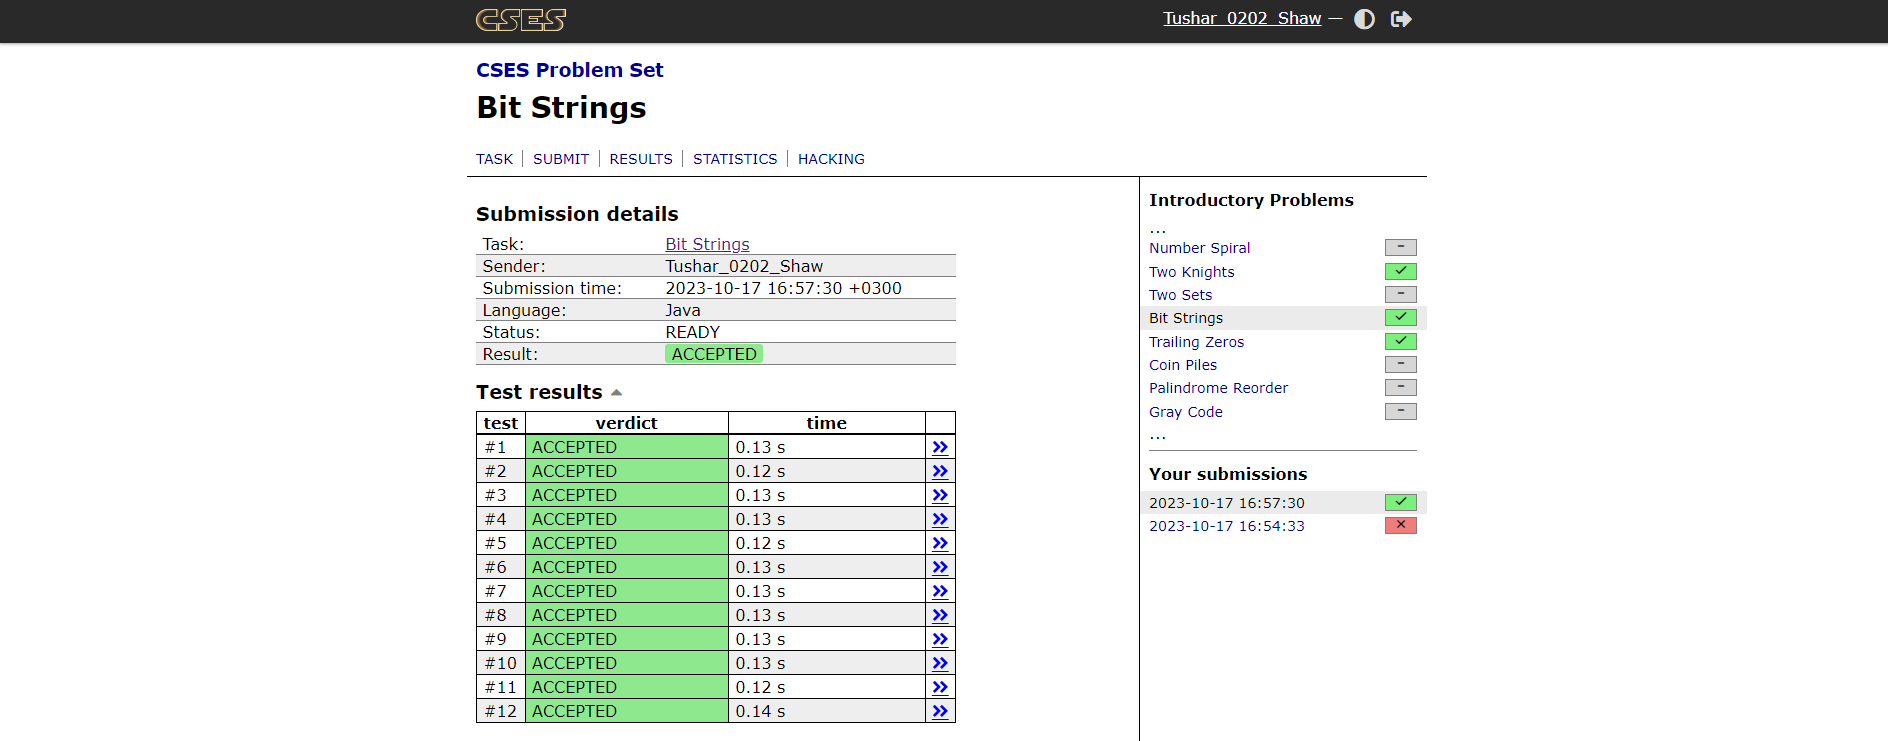 CSES
Tushar_0202_Shaw —
CSES Problem Set
Bit Strings
TASK | SUBMIT | RESULTS | STATISTICS | HACKING
Submission details
Task: Bit Strings
Sender: Tushar_0202_Shaw
Submission time: 2023-10-17 16:57:30 +0300
Language: Java
Status: READY
Result: ACCEPTED
Test results
test verdict time
#1 ACCEPTED 0.13 s »
#2 ACCEPTED 0.12 s »
#3 ACCEPTED 0.13 s »
#4 ACCEPTED 0.13 s »
#5 ACCEPTED 0.12 s »
#6 ACCEPTED 0.13 s »
#7 ACCEPTED 0.13 s »
#8 ACCEPTED 0.13 s »
#9 ACCEPTED 0.13 s »
#10 ACCEPTED 0.13 s »
#11 ACCEPTED 0.12 s »
#12 ACCEPTED 0.14 s »
Introductory Problems
...
Number Spiral –
Two Knights ✓
Two Sets –
Bit Strings ✓
Trailing Zeros ✓
Coin Piles –
Palindrome Reorder –
Gray Code –
...
Your submissions
2023-10-17 16:57:30 ✓
2023-10-17 16:54:33 ×